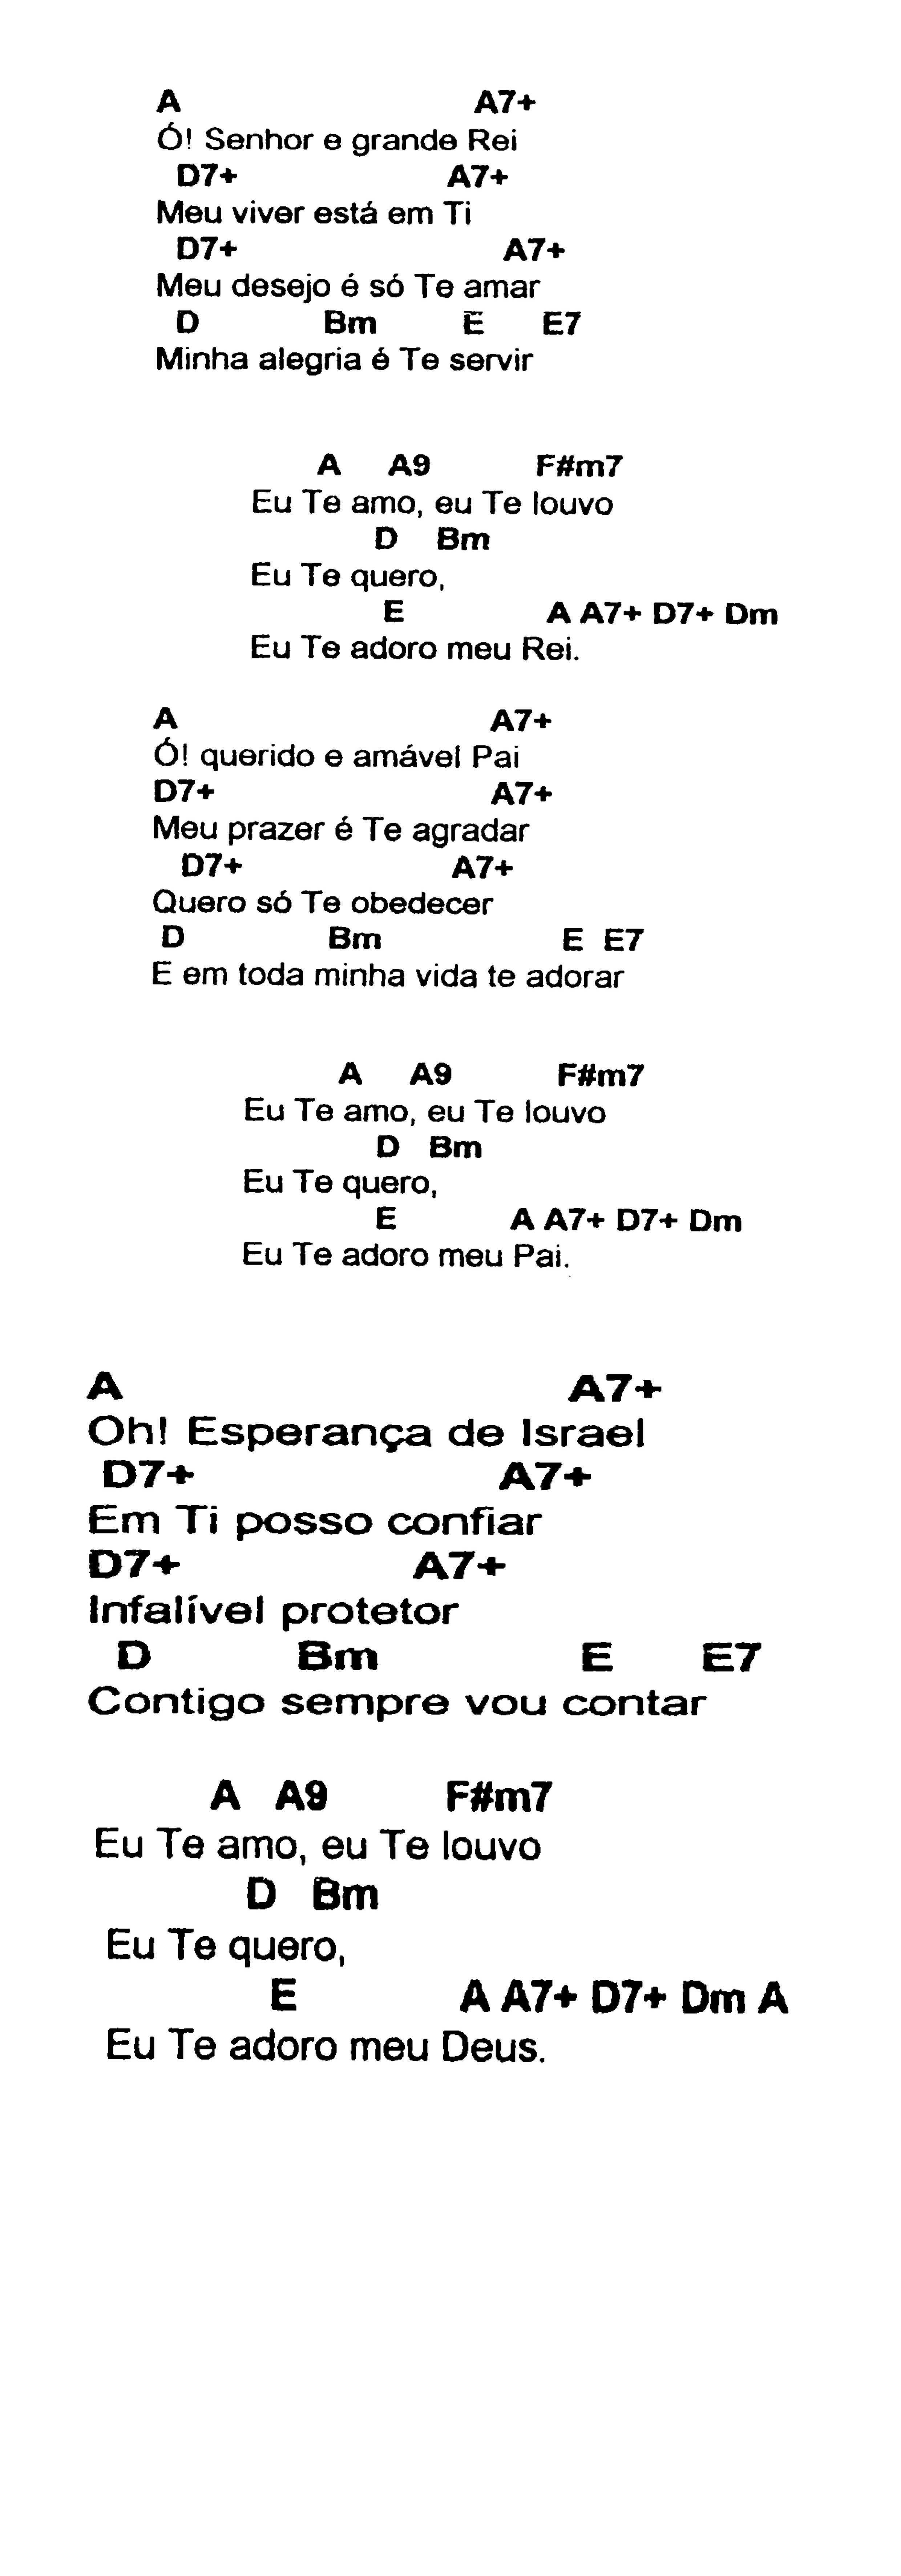 A A7+
Ó! Senhor e grande Rei
D7+ A7+
Meu viver está em Ti
D7+ A7+
Meu desejo é só Te amar
D Bm E E7
Minha alegria é Te servir
A A9 F#m7
Eu Te amo, eu Te louvo
D Bm
Eu Te quero,
E A A7+ D7+ Dm
Eu Te adoro meu Rei.
A A7+
Ó! querido e amável Pai
D7+ A7+
Meu prazer é Te agradar
D7+ A7+
Quero só Te obedecer
D Bm E E7
E em toda minha vida te adorar
A A9 F#m7
Eu Te amo, eu Te louvo
D Bm
Eu Te quero,
E A A7+ D7+ Dm
Eu Te adoro meu Pai.
A A7+
Oh! Esperança de Israel
D7+ A7+
Em Ti posso confiar
D7+ A7+
Infalível protetor
D Bm E E7
Contigo sempre vou contar
A A9 F#m7
Eu Te amo, eu Te louvo
D Bm
Eu Te quero,
E A A7+ D7+ Dm A
Eu Te adoro meu Deus.